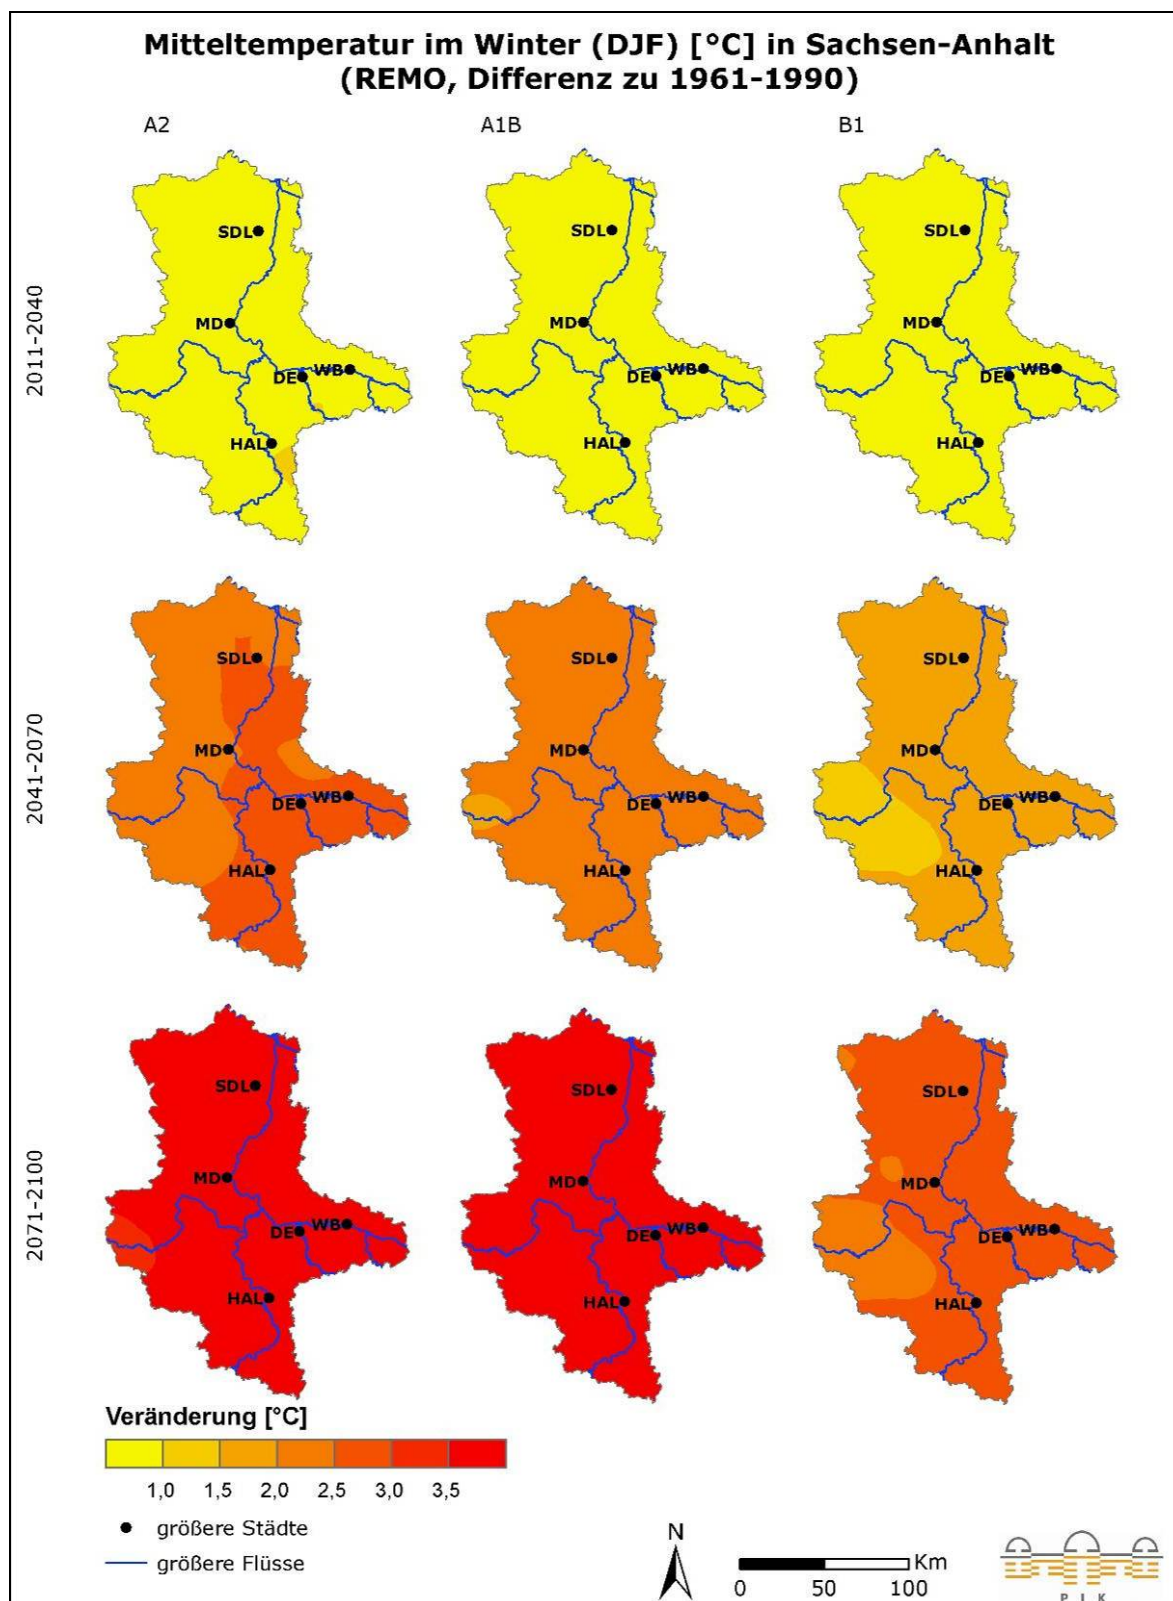 Mitteltemperatur im Winter (DJF) [°C] in Sachsen-Anhalt
(REMO, Differenz zu 1961-1990)
A2 A1B B1
2011-2040
SDL SDL SDL
MD MD MD
DE WB DE WB DE WB
HAL HAL HAL
2041-2070
SDL SDL SDL
MD MD MD
DE WB DE WB DE WB
HAL HAL HAL
2071-2100
SDL SDL SDL
MD MD MD
DE WB DE WB DE WB
HAL HAL HAL
Veränderung [°C]
1,0 1,5 2,0 2,5 3,0 3,5
größere Städte
größere Flüsse
N
Km
0 50 100
P I K